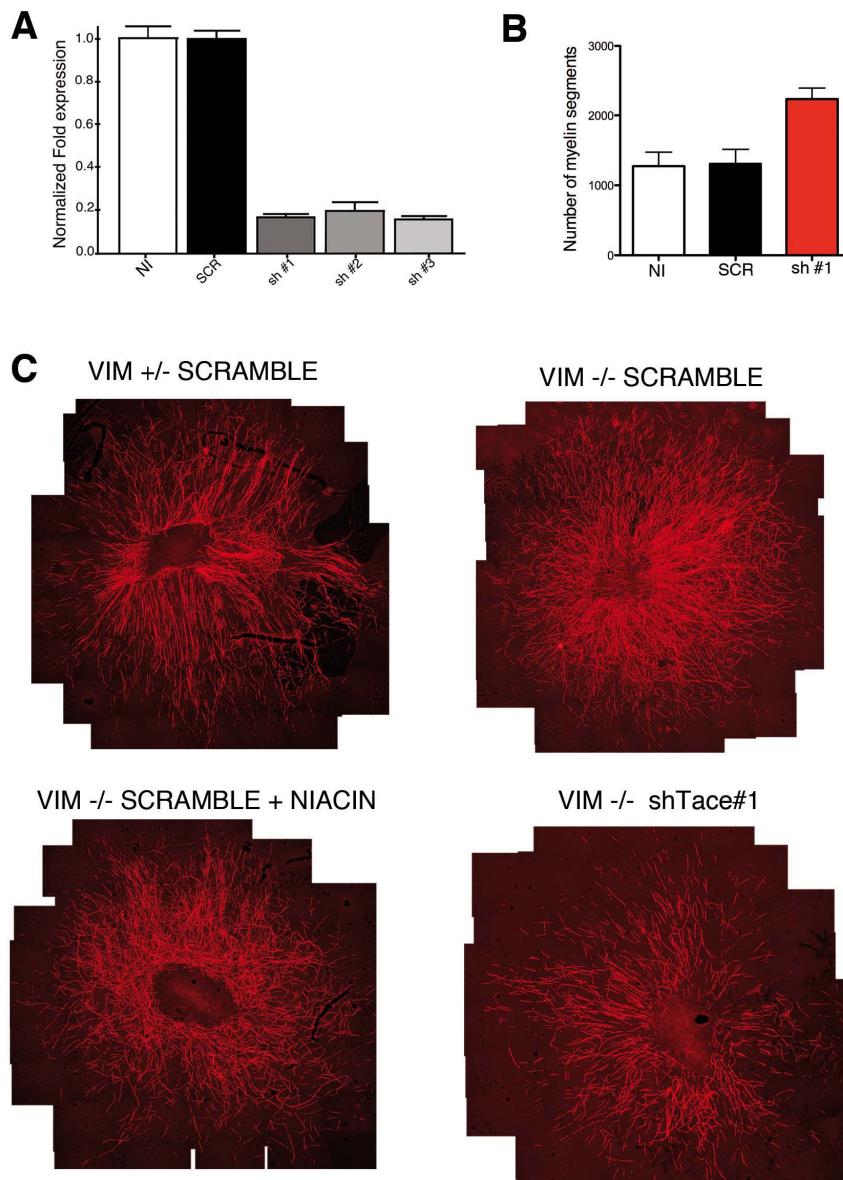 A
Normalized Fold expression
1.0
0.8
0.6
0.4
0.2
0.0
NI
SCR
sh #1
sh #2
sh #3
B
Number of myelin segments
3000
2000
1000
0
NI
SCR
sh #1
C
VIM +/- SCRAMBLE
VIM -/- SCRAMBLE
VIM -/- SCRAMBLE + NIACIN
VIM -/- shTace#1